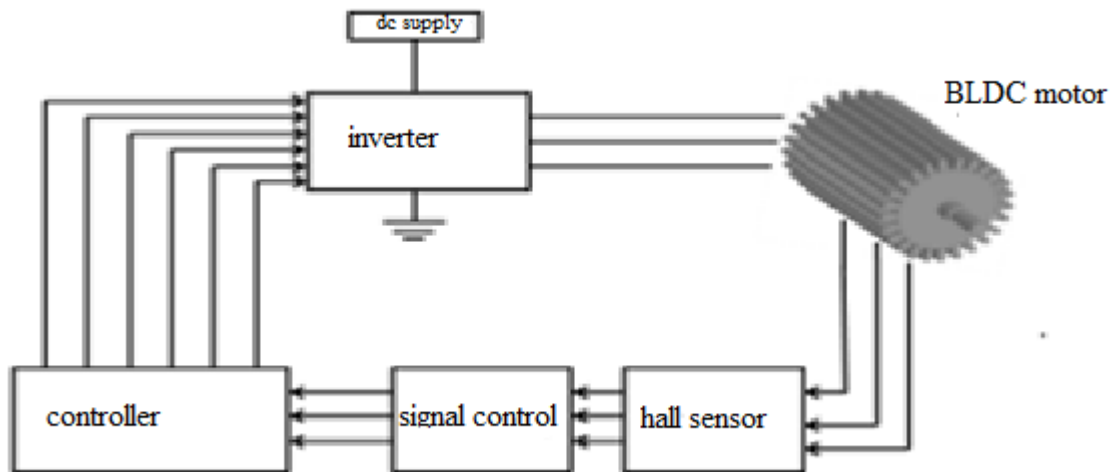 dc supply
BLDC motor
inverter
controller
signal control
hall sensor